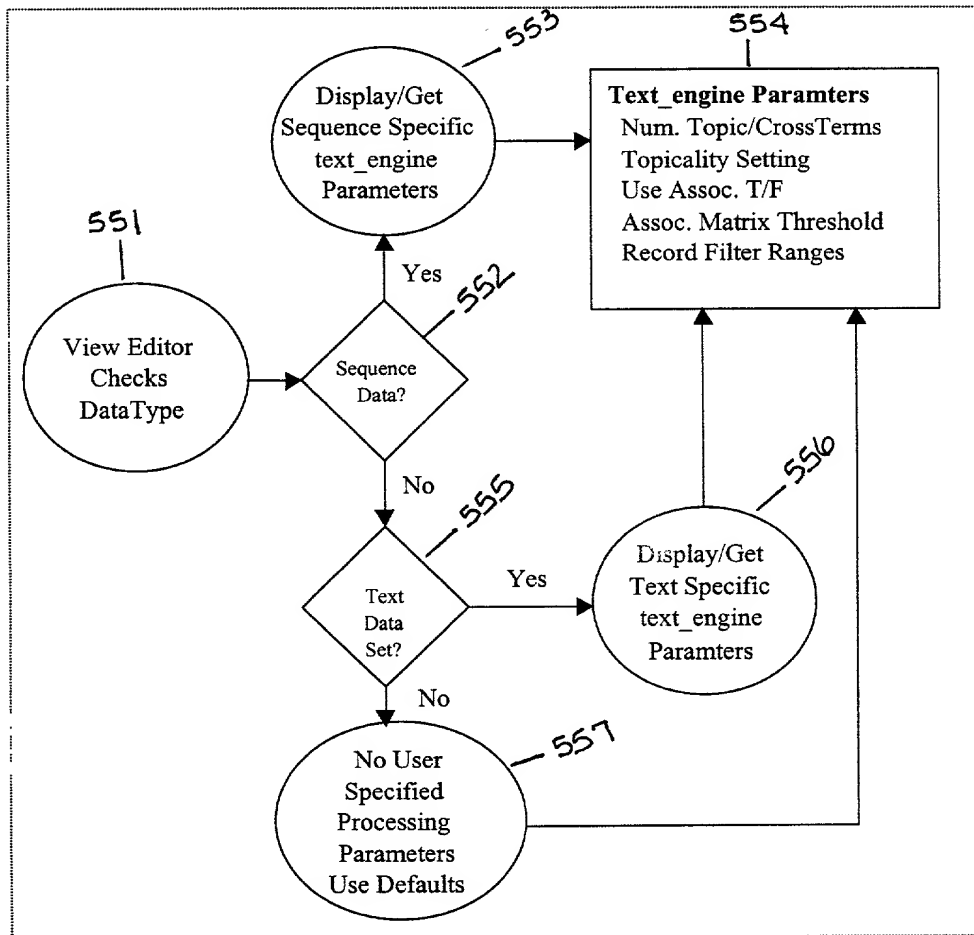 553
554
Display/Get
Sequence Specific
text_engine
Parameters
Text_engine Paramters
Num. Topic/CrossTerms
Topicality Setting
Use Assoc. T/F
Assoc. Matrix Threshold
Record Filter Ranges
551
Yes
552
View Editor
Checks
DataType
Sequence
Data?
No
555
556
Text
Data
Set?
Yes
Display/Get
Text Specific
text_engine
Paramters
No
557
No User
Specified
Processing
Parameters
Use Defaults